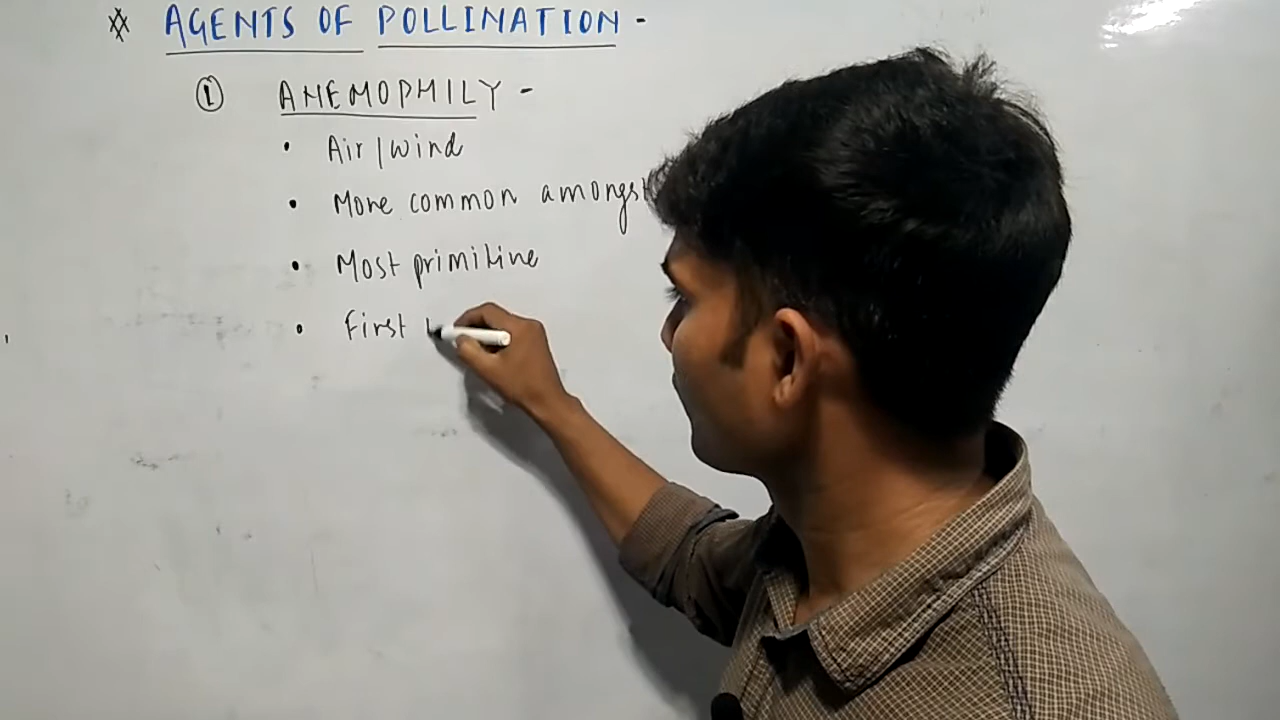 ※ AGENTS OF POLLINATION -
① ANEMOPHILY -
• Air/wind
• More common amongst
• Most primitive
• First